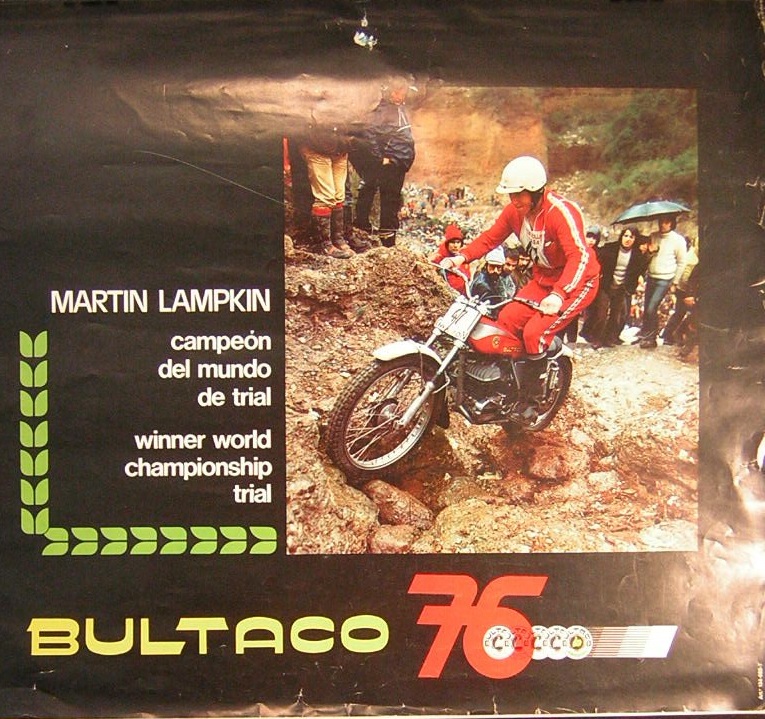 MARTIN LAMPKIN
campeón
del mundo
de trial
winner world
championship
trial
BULTACO 76